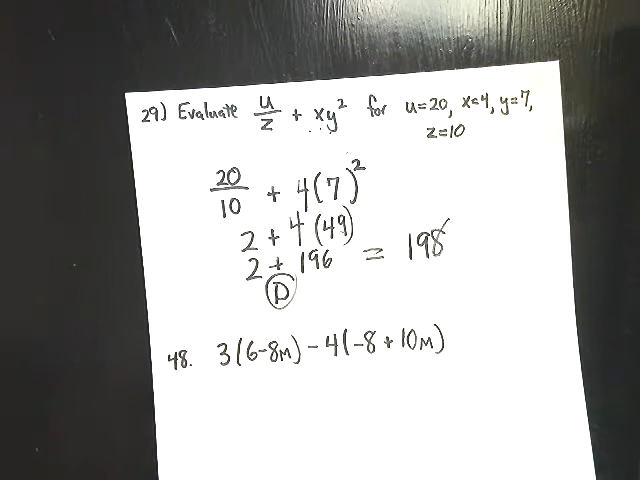 29) Evaluate u/z + xy² for u=20, x=4, y=7,
z=10
20/10 + 4(7)²
2 + 4(49)
2 + 196 = 198
D
48. 3(6-8m) - 4(-8 + 10m)